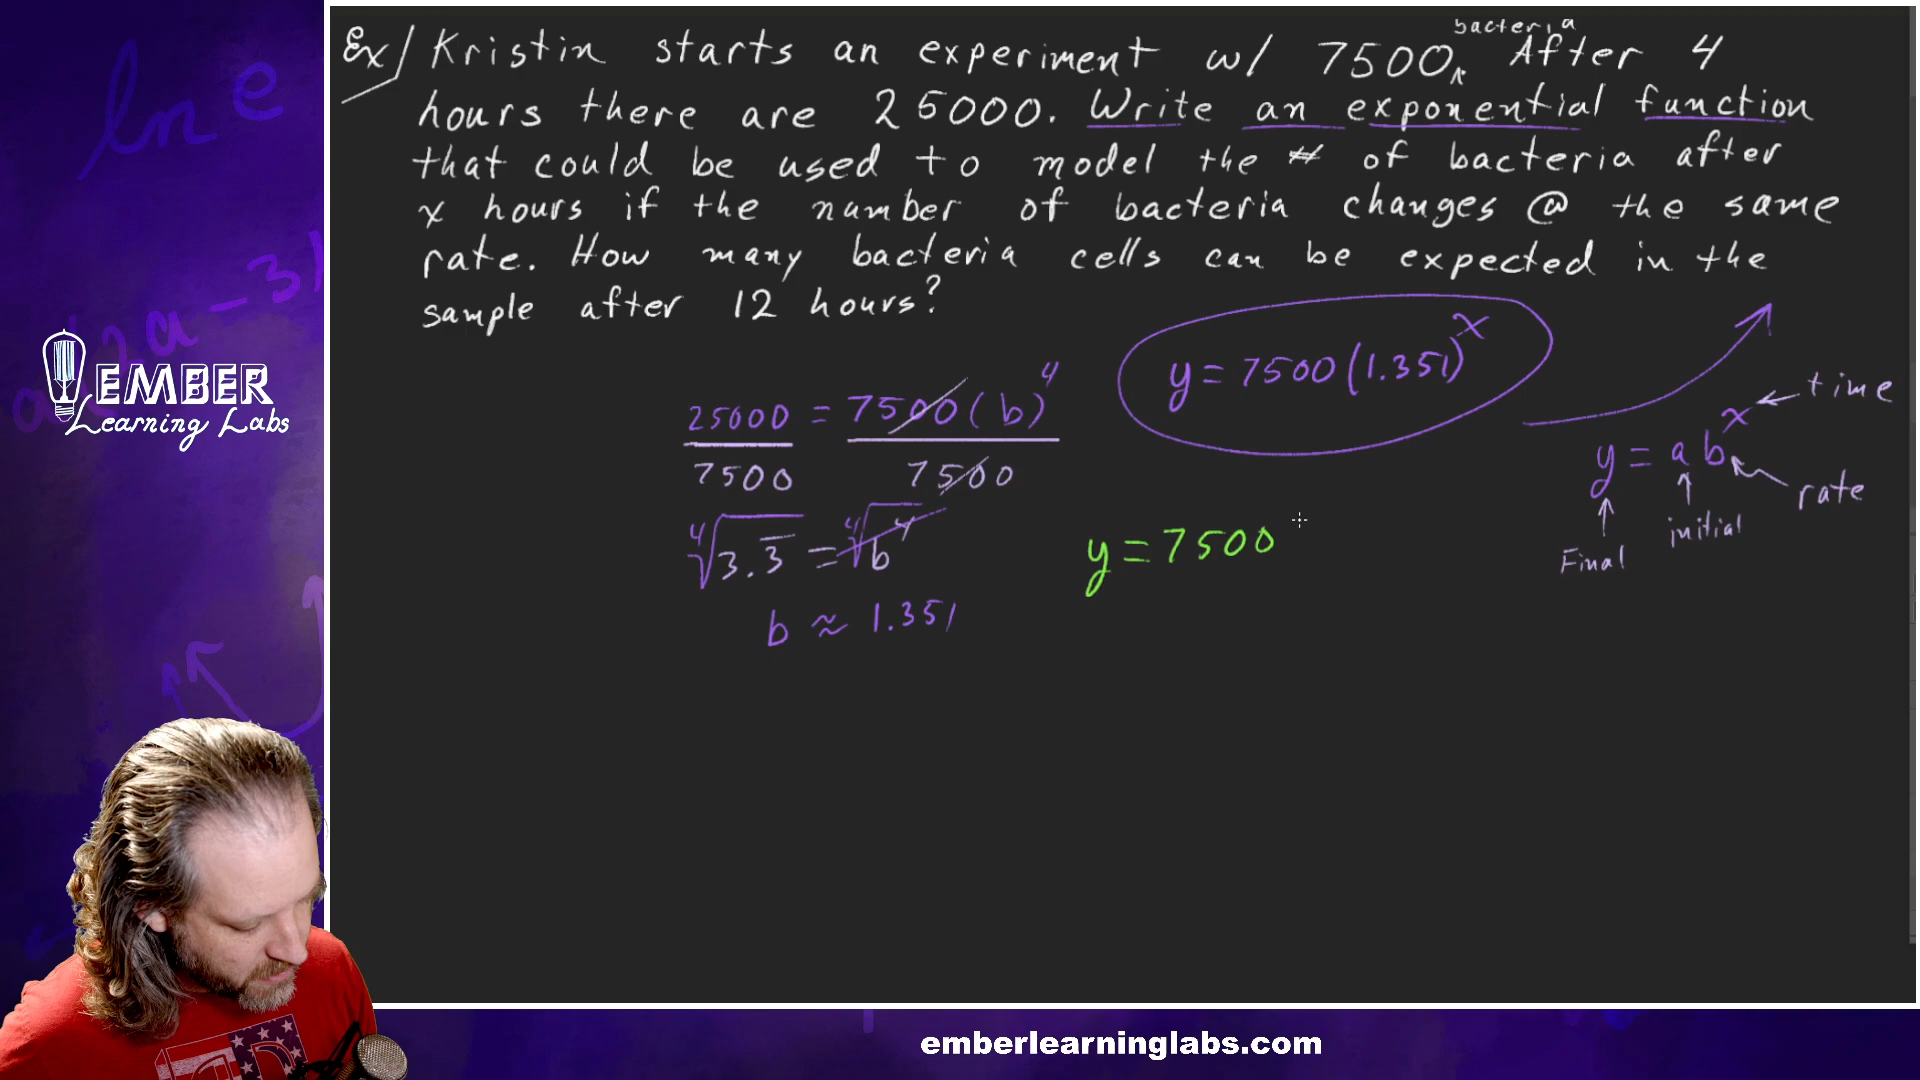 Ex/ Kristin starts an experiment w/ 7500 bacteria After 4
hours there are 25000. Write an exponential function
that could be used to model the # of bacteria after
x hours if the number of bacteria changes @ the same
rate. How many bacteria cells can be expected in the
sample after 12 hours?
ln e
EMBER
Learning Labs
25000 / 7500 = 7500(b)^4 / 7500
∜3.3̅ = ∜b^4
b ≈ 1.351
y = 7500(1.351)^x
y = 7500
y = ab^x
time
rate
initial
Final
emberlearninglabs.com